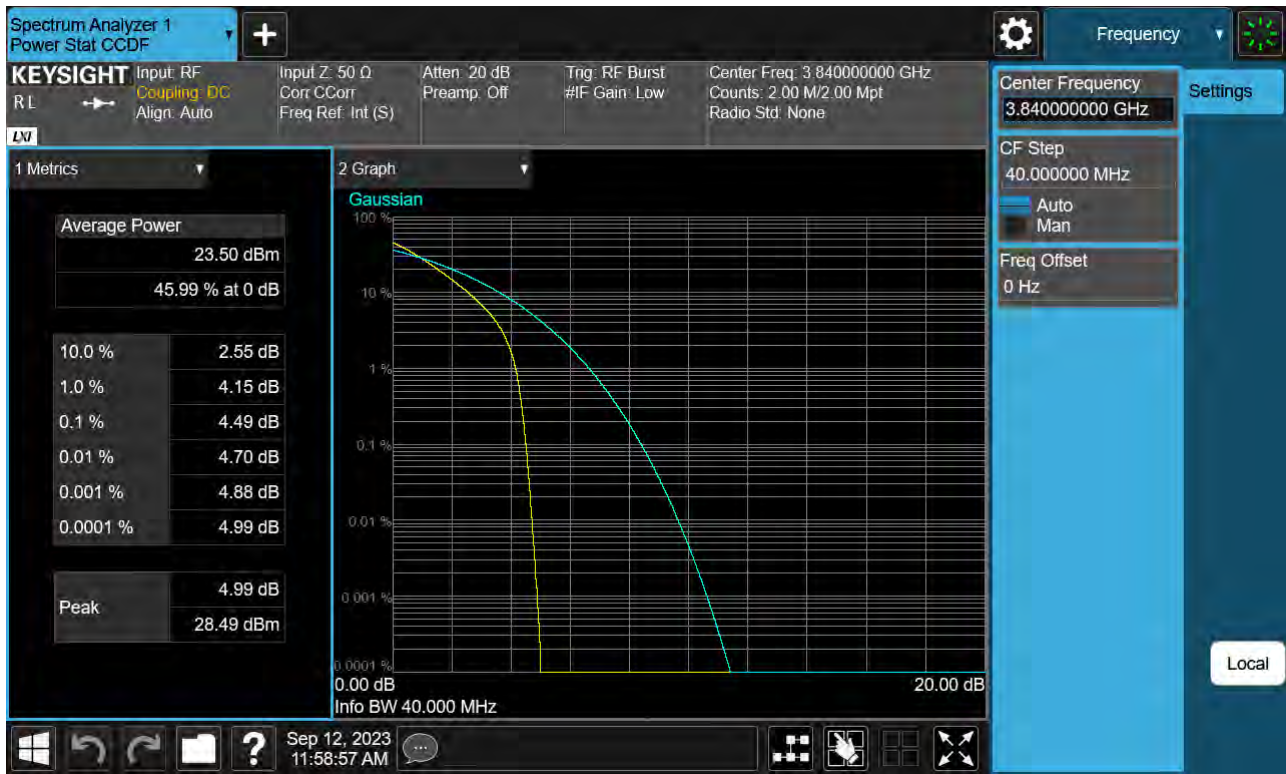 Spectrum Analyzer 1
Power Stat CCDF
+
Frequency
KEYSIGHT
R L
LXI
Input: RF
Coupling: DC
Align: Auto
Input Z: 50 Ω
Corr CCorr
Freq Ref: Int (S)
Atten: 20 dB
Preamp: Off
Trig: RF Burst
#IF Gain: Low
Center Freq: 3.840000000 GHz
Counts: 2.00 M/2.00 Mpt
Radio Std: None
Center Frequency
3.840000000 GHz
Settings
CF Step
40.000000 MHz
Auto
Man
Freq Offset
0 Hz
1 Metrics
Average Power
23.50 dBm
45.99 % at 0 dB
10.0 % 2.55 dB
1.0 % 4.15 dB
0.1 % 4.49 dB
0.01 % 4.70 dB
0.001 % 4.88 dB
0.0001 % 4.99 dB
Peak 4.99 dB
28.49 dBm
2 Graph
Gaussian
100 %
10 %
1 %
0.1 %
0.01 %
0.001 %
0.0001 %
0.00 dB 20.00 dB
Info BW 40.000 MHz
Local
?
Sep 12, 2023
11:58:57 AM